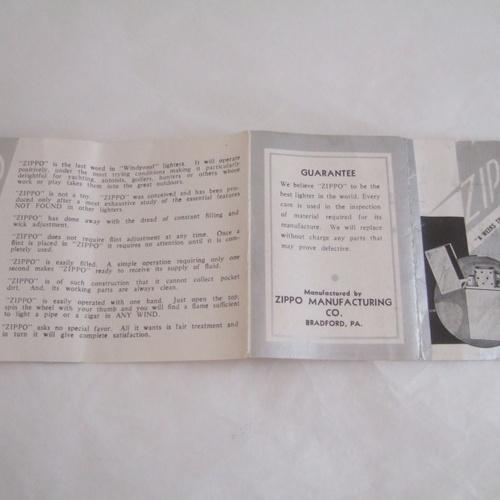 "ZIPPO" is the last word in "Windproof" lighters. It will operate
positively, under the most trying conditions making it particularly
delightful for yachting, autoists, golfers, hunters or others whose
work or play takes them into the great outdoors.
"ZIPPO" is not a toy. "ZIPPO" was conceived and has been pro-
duced only after a most exhaustive study of the essential features
NOT FOUND in other lighters.
"ZIPPO" has done away with the dread of constant filling and
wick adjustment.
"ZIPPO" does not require flint adjustment at any time. Once a
flint is placed in "ZIPPO" it requires no attention until it is com-
pletely used.
"ZIPPO" is easily filled. A simple operation requiring only one
second makes "ZIPPO" ready to receive its supply of fluid.
"ZIPPO" is of such construction that it cannot collect pocket
dirt. And, its working parts are always clean.
"ZIPPO" is easily operated with one hand. Just open the top;
spin the wheel with your thumb and you will find a flame sufficient
to light a pipe or a cigar in ANY WIND.
"ZIPPO" asks no special favor. All it wants is fair treatment and
in turn it will give complete satisfaction.
GUARANTEE
We believe "ZIPPO" to be the
best lighter in the world. Every
care is used in the inspection
of material required for its
manufacture. We will replace
without charge any parts that
may prove defective.
Manufactured by
ZIPPO MANUFACTURING
CO.
BRADFORD, PA.